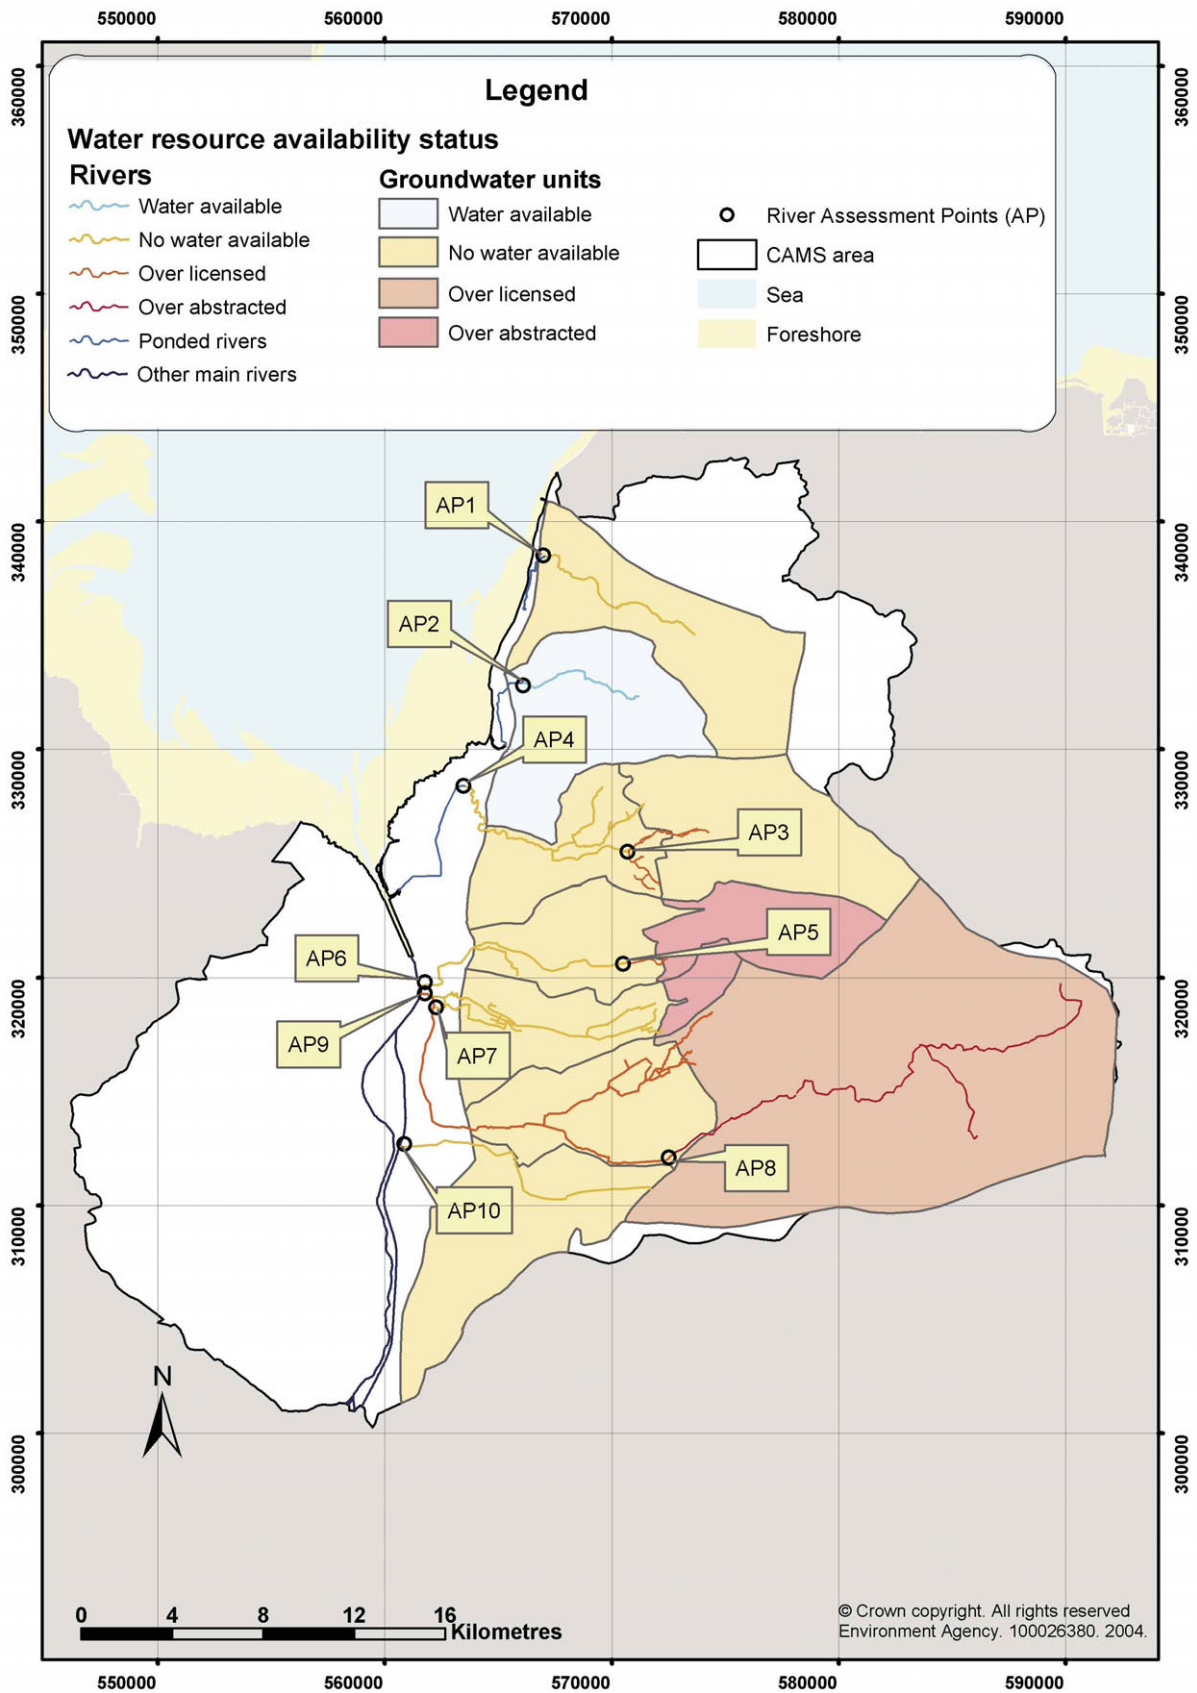 550000 560000 570000 580000 590000
Legend
Water resource availability status
Rivers
Water available
No water available
Over licensed
Over abstracted
Ponded rivers
Other main rivers
Groundwater units
Water available
No water available
Over licensed
Over abstracted
River Assessment Points (AP)
CAMS area
Sea
Foreshore
360000
350000
340000
330000
320000
310000
300000
360000
350000
340000
330000
320000
310000
300000
AP1
AP2
AP4
AP3
AP5
AP6
AP9
AP7
AP8
AP10
N
0 4 8 12 16
Kilometres
© Crown copyright. All rights reserved
Environment Agency. 100026380. 2004.
550000 560000 570000 580000 590000